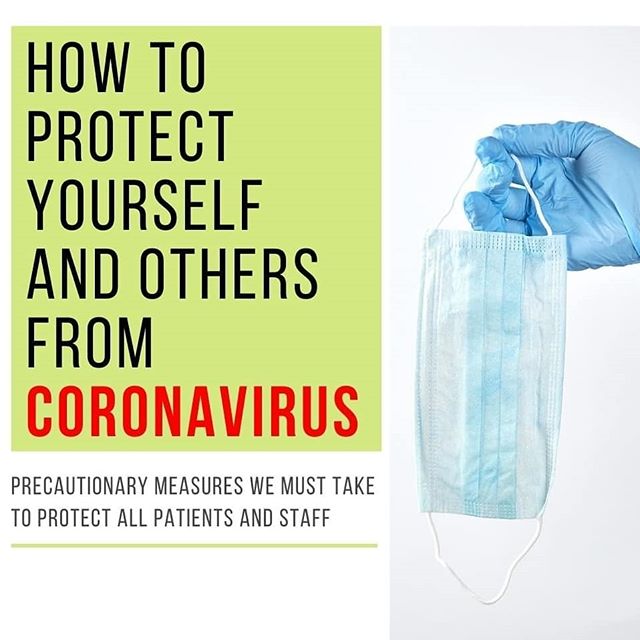 HOW TO
PROTECT
YOURSELF
AND OTHERS
FROM
CORONAVIRUS
PRECAUTIONARY MEASURES WE MUST TAKE
TO PROTECT ALL PATIENTS AND STAFF